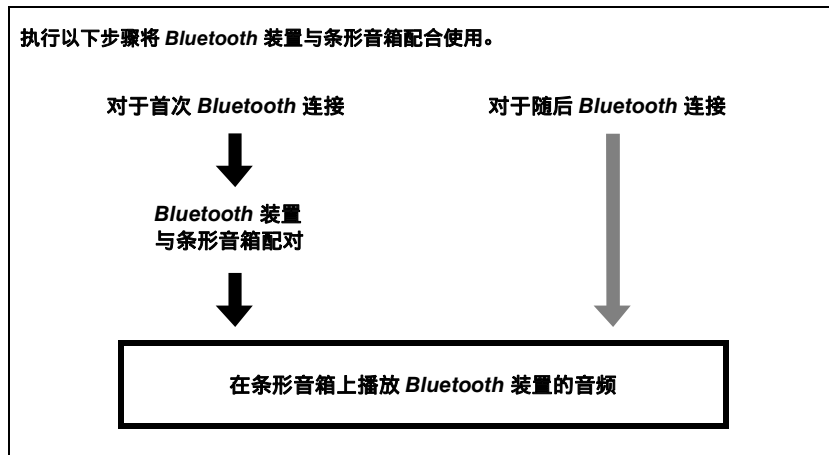 执行以下步骤将 Bluetooth 装置与条形音箱配合使用。
对于首次 Bluetooth 连接
对于随后 Bluetooth 连接
Bluetooth 装置
与条形音箱配对
在条形音箱上播放 Bluetooth 装置的音频